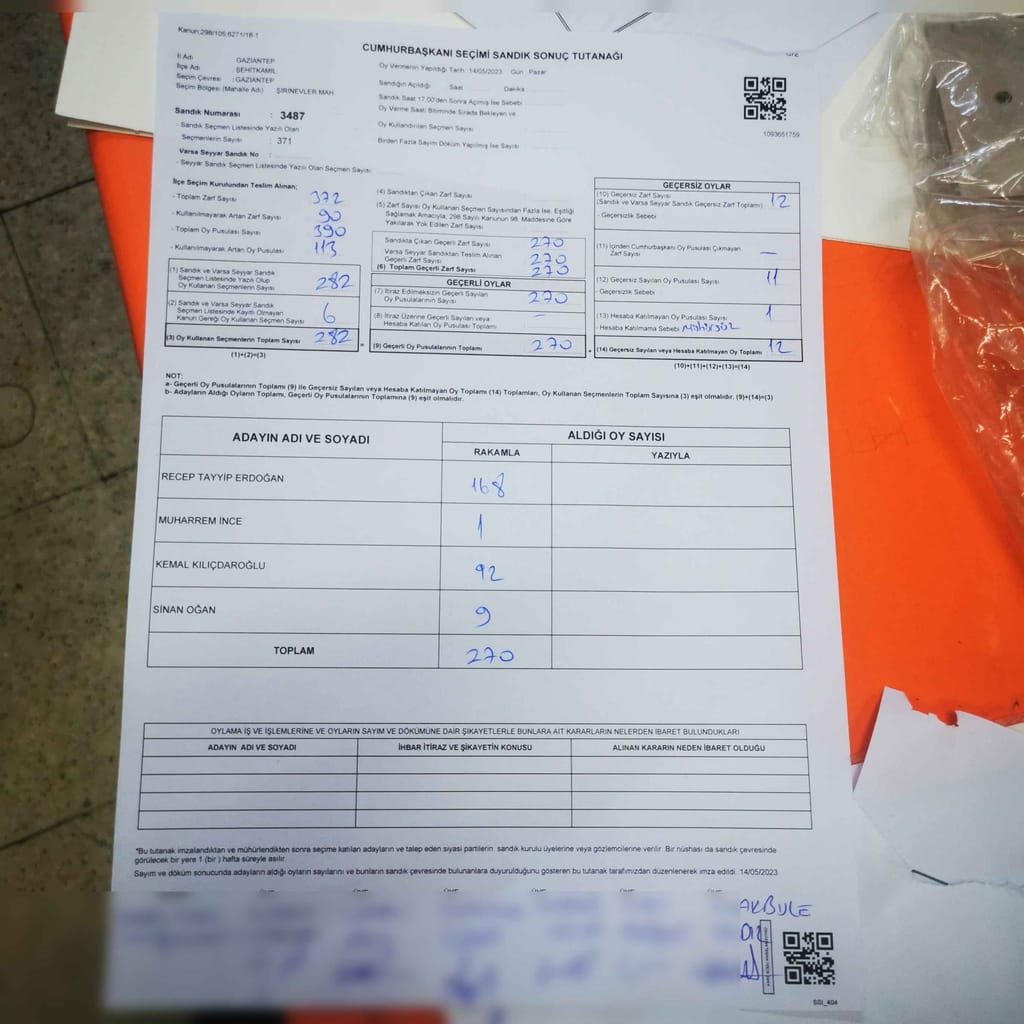 Kanun;298/105,6271/18-1
CUMHURBAŞKANI SEÇİMİ SANDIK SONUÇ TUTANAĞI
İl Adı GAZİANTEP
İlçe Adı ŞEHİTKAMİL
Seçim Çevresi : GAZİANTEP
Seçim Bölgesi (Mahalle Adı) ŞİRİNEVLER MAH.
Sandık Numarası : 3487
- Sandık Seçmen Listesinde Yazılı Olan
Seçmenlerin Sayısı : 371
Varsa Seyyar Sandık No :
- Seyyar Sandık Seçmen Listesinde Yazılı Olan Seçmen Sayısı:
Oy Vermenin Yapıldığı Tarih: 14/05/2023 Gün : Pazar
Sandığın Açıldığı Saat Dakika
Sandık Saat 17.00'den Sonra Açımış İse Sebebi
Oy Verme Saati Bitiminde Sırada Bekleyen ve
Oy Kullandırılan Seçmen Sayısı
Birden Fazla Sayım Döküm Yapılmış İse Sayısı
1093651759
İlçe Seçim Kurulundan Teslim Alınan;
- Toplam Zarf Sayısı 372
- Kullanılmayarak Artan Zarf Sayısı 90
- Toplam Oy Pusulası Sayısı 390
- Kullanılmayarak Artan Oy Pusulası 113
(1) Sandık ve Varsa Seyyar Sandık
Seçmen Listesinde Yazılı Olup
Oy Kullanan Seçmenlerin Sayısı 282
(2) Sandık ve Varsa Seyyar Sandık
Listesinde Kayıtlı Olmayan
Kanun Gereği Oy Kullanan Seçmen Sayısı 6
(3) Oy Kullanan Seçmenlerin Toplam Sayısı 282 =
(1)+(2)=(3)
(4) Sandıktan Çıkan Zarf Sayısı
(5) Zarf Sayısı Oy Kullanan Seçmen Sayısından Fazla İse, Eşitliği
Sağlamak Amacıyla, 298 Sayılı Kanunun 98. Maddesine Göre
Yakılarak Yok Edilen Zarf Sayısı
Sandıkta Çıkan Geçerli Zarf Sayısı 270
Varsa Seyyar Sandıktan Teslim Alınan
Geçerli Zarf Sayısı 270
(6) Toplam Geçerli Zarf Sayısı 270
GEÇERLİ OYLAR
(7) İtiraz Edilmeksizin Geçerli Sayılan
Oy Pusulalarının Sayısı 270
(8) İtiraz Üzerine Geçerli Sayılan veya
Hesaba Katılan Oy Pusulası Toplamı –
(9) Geçerli Oy Pusulalarının Toplamı 270
GEÇERSİZ OYLAR
(10) Geçersiz Zarf Sayısı
(Sandık ve Varsa Seyyar Sandık Geçersiz Zarf Toplamı) 12
- Geçersizlik Sebebi
(11) İçinden Cumhurbaşkanı Oy Pusulası Çıkmayan
Zarf Sayısı –
(12) Geçersiz Sayılan Oy Pusulası Sayısı 11
- Geçersizlik Sebebi
(13) Hesaba Katılmayan Oy Pusulası Sayısı 1
- Hesaba Katılmama Sebebi Mühürsüz
+ (14) Geçersiz Sayılan veya Hesaba Katılmayan Oy Toplamı 12
(10)+(11)+(12)+(13)=(14)
NOT:
a- Geçerli Oy Pusulalarının Toplamı (9) ile Geçersiz Sayılan veya Hesaba Katılmayan Oy Toplamı (14) Toplamları, Oy Kullanan Seçmenlerin Toplam Sayısına (3) eşit olmalıdır. (9)+(14)=(3)
b- Adayların Aldığı Oyların Toplamı, Geçerli Oy Pusulalarının Toplamına (9) eşit olmalıdır.
ADAYIN ADI VE SOYADI ALDIĞI OY SAYISI
RAKAMLA YAZIYLA
RECEP TAYYİP ERDOĞAN 168
MUHARREM İNCE 1
KEMAL KILIÇDAROĞLU 92
SİNAN OĞAN 9
TOPLAM 270
OYLAMA İŞ VE İŞLEMLERİNE VE OYLARIN SAYIM VE DÖKÜMÜNE DAİR ŞİKAYETLERLE BUNLARA AİT KARARLARIN NELERDEN İBARET BULUNDUKLARI
ADAYIN ADI VE SOYADI İHBAR İTİRAZ VE ŞİKAYETİN KONUSU ALINAN KARARIN NEDEN İBARET OLDUĞU
*Bu tutanak imzalandıktan ve mühürlendikten sonra seçime katılan adayların ve talep eden siyasi partilerin sandık kurulu üyelerine veya gözlemcilerine verilir. Bir nüshası da sandık çevresinde
görülecek bir yere 1 (bir ) hafta süreyle asılır.
Sayım ve döküm sonucunda adayların aldığı oyların sayılarını ve bunların sandık çevresinde bulunanlara duyurulduğunu gösteren bu tutanak tarafımızdan düzenlenerek imza edildi. 14/05/2023
AKBULE
SSI_404